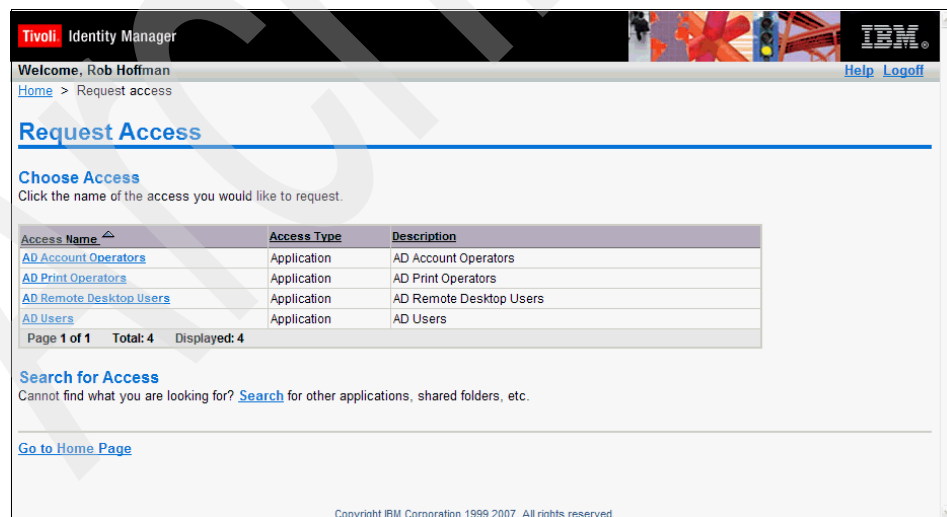 Tivoli. Identity Manager
IBM®
Welcome, Rob Hoffman
Help Logoff
Home > Request access
Request Access
Choose Access
Click the name of the access you would like to request.
Access Name Access Type Description
AD Account Operators Application AD Account Operators
AD Print Operators Application AD Print Operators
AD Remote Desktop Users Application AD Remote Desktop Users
AD Users Application AD Users
Page 1 of 1 Total: 4 Displayed: 4
Search for Access
Cannot find what you are looking for? Search for other applications, shared folders, etc.
Go to Home Page
Copyright IBM Corporation 1999 2007. All rights reserved